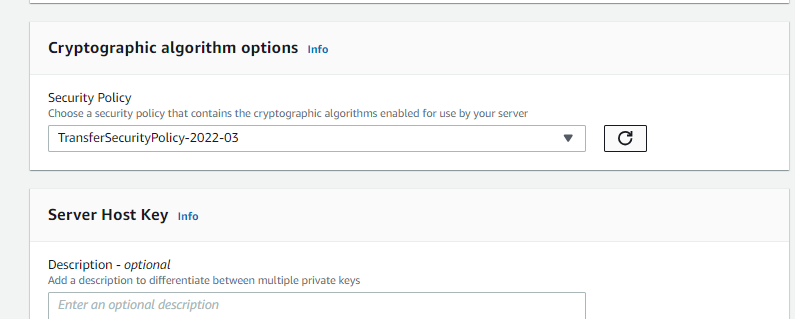 Cryptographic algorithm options Info
Security Policy
Choose a security policy that contains the cryptographic algorithms enabled for use by your server
TransferSecurityPolicy-2022-03
Server Host Key Info
Description - optional
Add a description to differentiate between multiple private keys
Enter an optional description